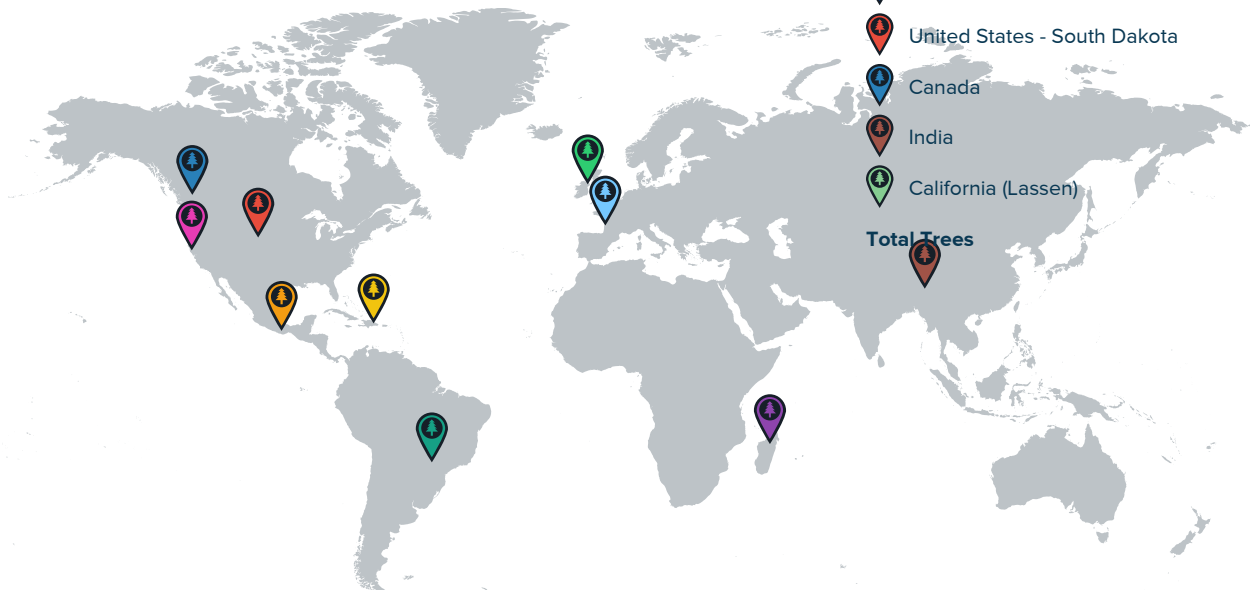 United States - South Dakota
Canada
India
California (Lassen)
Total Trees